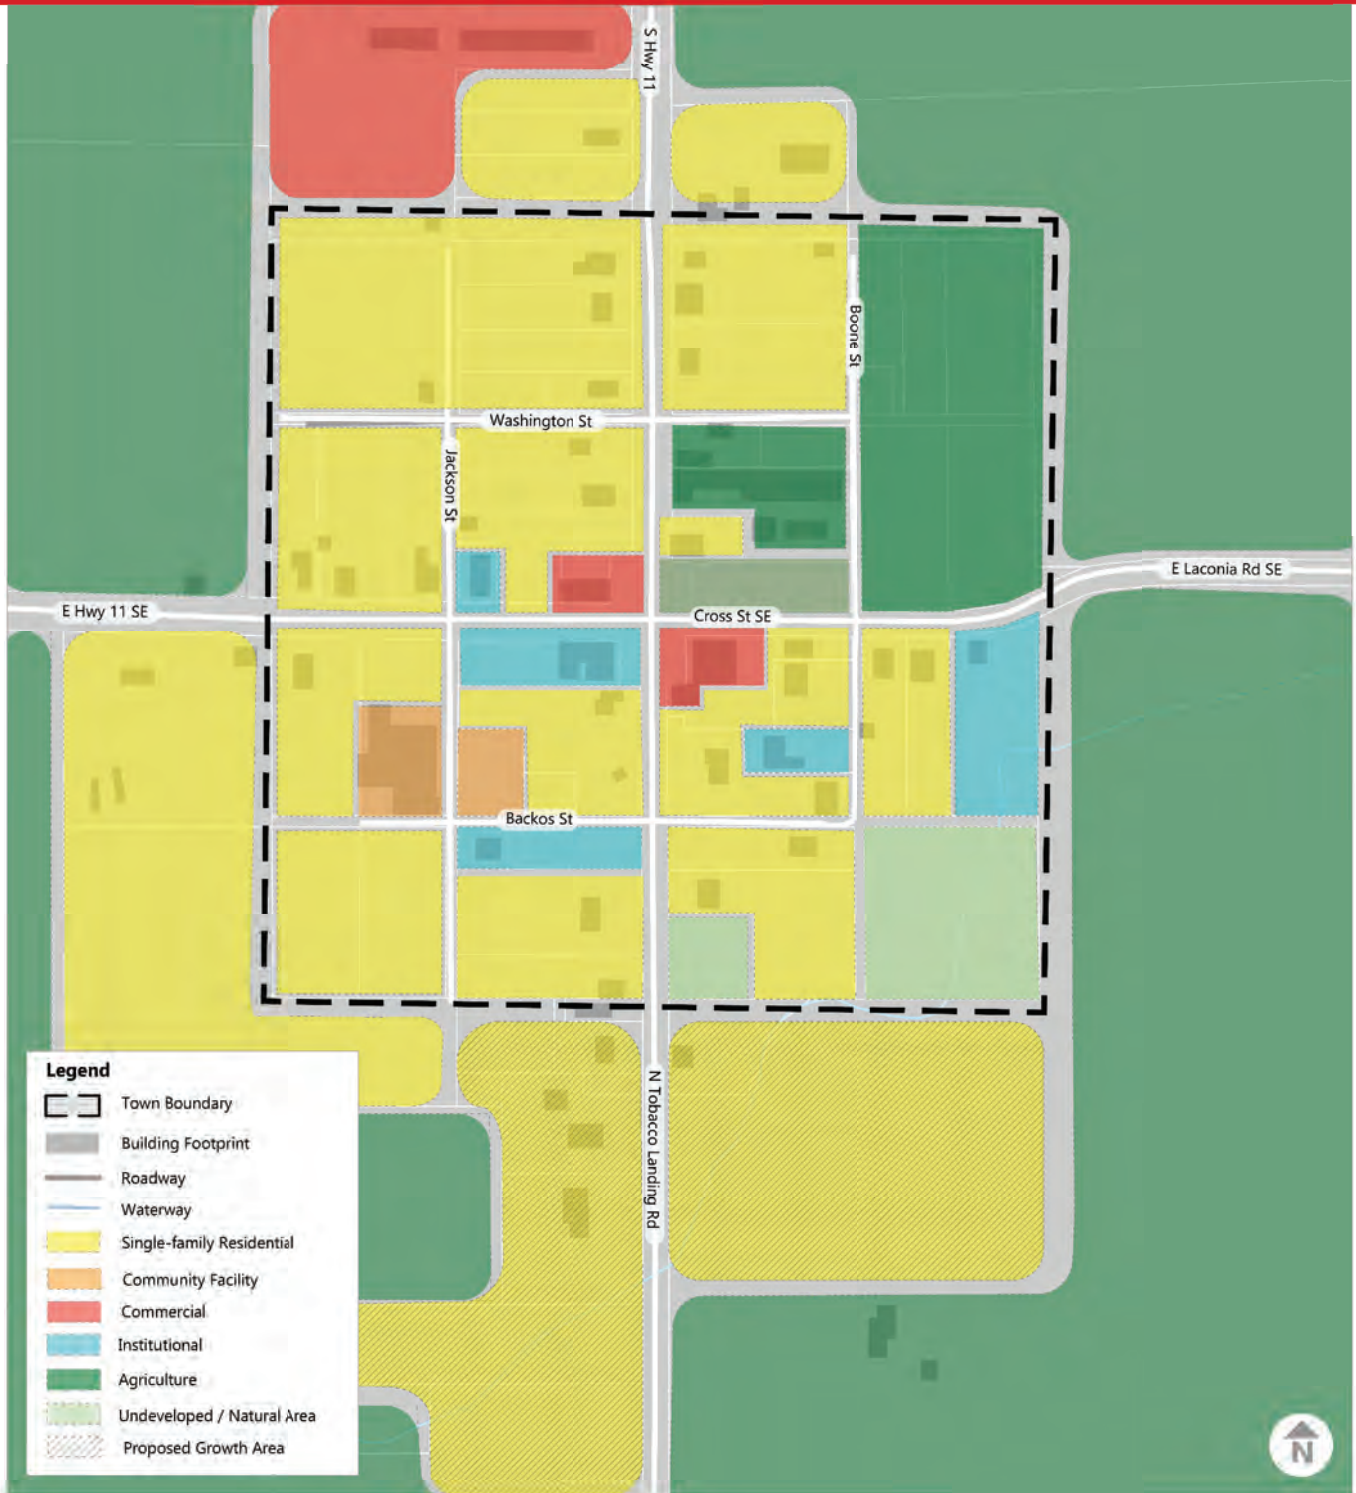 S Hwy 11
Boone St
Washington St
Jackson St
E Laconia Rd SE
E Hwy 11 SE
Cross St SE
Backos St
N Tobacco Landing Rd
Legend
Town Boundary
Building Footprint
Roadway
Waterway
Single-family Residential
Community Facility
Commercial
Institutional
Agriculture
Undeveloped / Natural Area
Proposed Growth Area
N